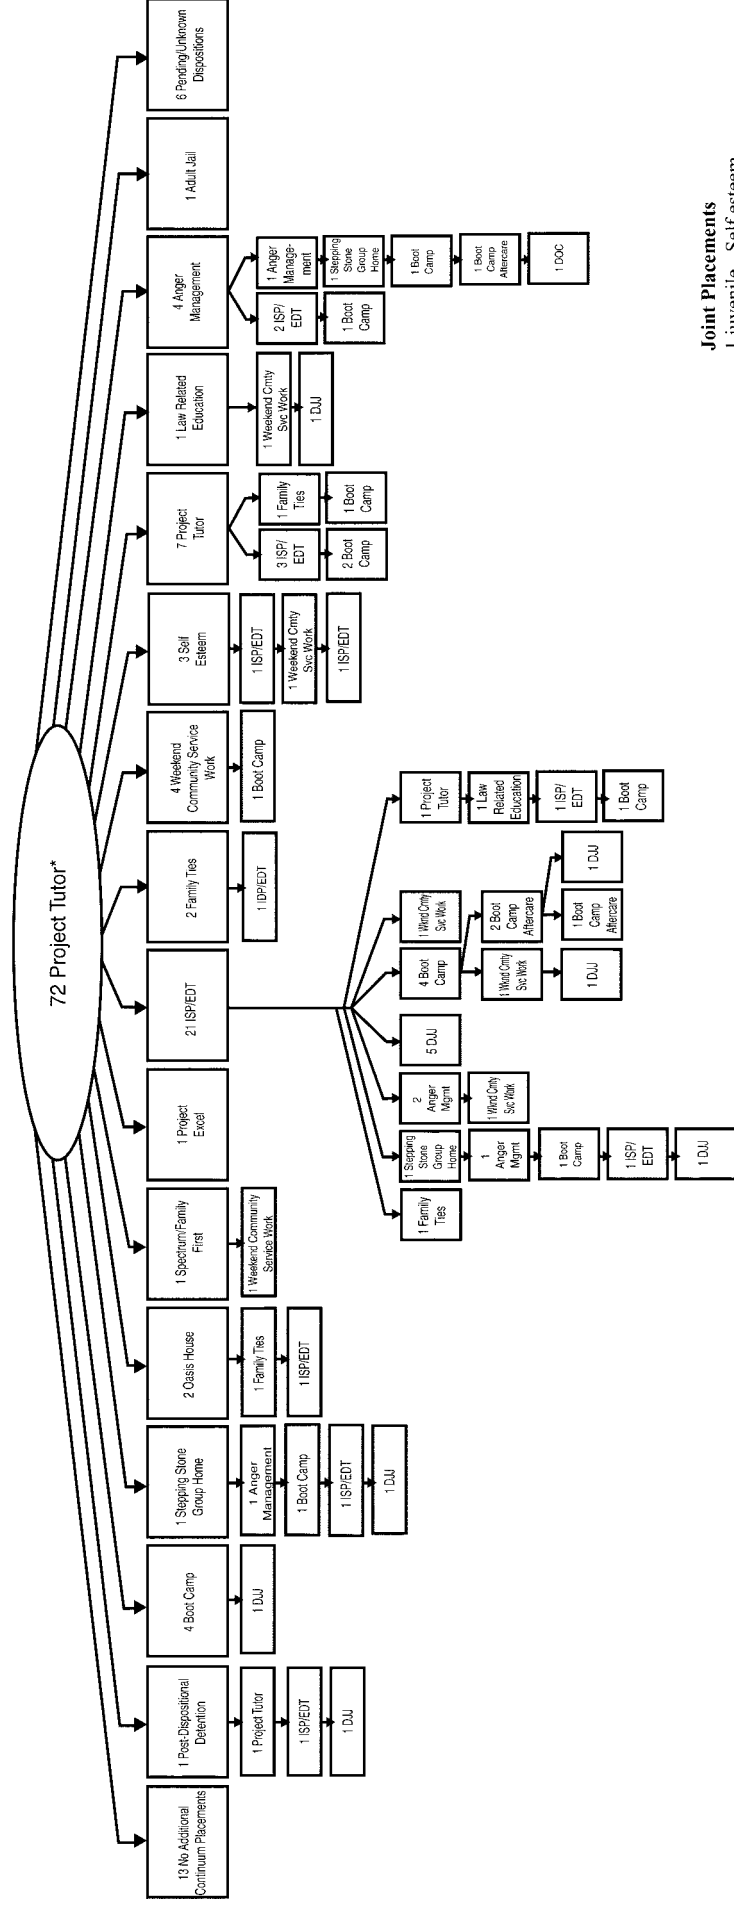 72 Project Tutor*
13 No Additional
Continuum Placements
1 Post-Dispositional
Detention
1 Project Tutor
1 ISP/EDT
1 DJJ
4 Boot Camp
1 DJJ
1 Stepping Stone
Group Home
1 Anger
Management
1 Boot Camp
1 ISP/EDT
1 DJJ
2 Oasis House
1 Family Ties
1 ISP/EDT
1 Spectrum/Family
First
1 Weekend Community
Service Work
1 Project
Excel
21 ISP/EDT
1 Family
Ties
1 Stepping
Stone
Group
Home
1
Anger
Mgmt
1 Boot
Camp
1 ISP/
EDT
1 DJJ
2
Anger
Mgmt
1 Wknd Cmty
Svc Work
5 DJJ
4 Boot
Camp
1 Wknd Cmty
Svc Work
1 DJJ
2 Boot
Camp
Aftercare
1 Boot
Camp
Aftercare
1 DJJ
1 Wknd Cmty
Svc Work
1 Project
Tutor
1 Law
Related
Education
1 ISP/
EDT
1 Boot
Camp
2 Family Ties
1 IDP/EDT
4 Weekend
Community Service
Work
1 Boot Camp
3 Self
Esteem
1 ISP/EDT
1 Weekend Cmty
Svc Work
1 ISP/EDT
7 Project
Tutor
3 ISP/
EDT
2 Boot
Camp
1 Family
Ties
1 Boot
Camp
1 Law Related
Education
1 Weekend Cmty
Svc Work
1 DJJ
4 Anger
Management
2 ISP/
EDT
1 Boot
Camp
1 Anger
Manage-
ment
1 Stepping
Stone
Group
Home
1 Boot
Camp
1 Boot
Camp
Aftercare
1 DOC
1 Adult Jail
6 Pending/Unknown
Dispositions
Joint Placements
1 juvenile - Self esteem